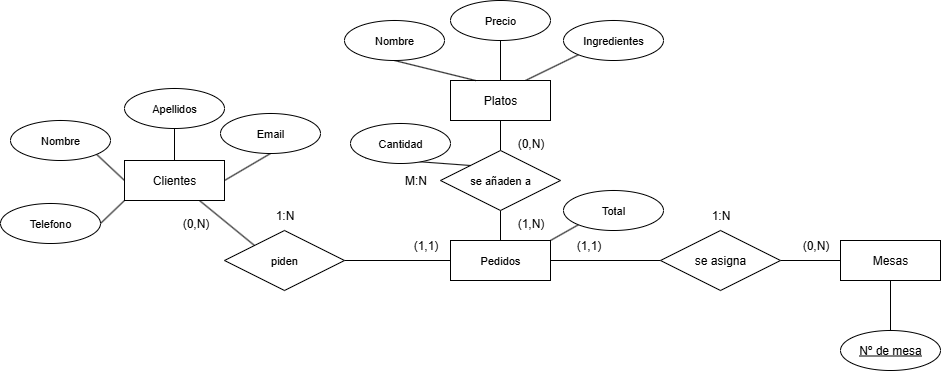 Precio
Nombre
Ingredientes
Platos
Apellidos
Nombre
Email
Cantidad
(0,N)
Clientes
M:N
se añaden a
Telefono
(0,N)
1:N
(1,N)
Total
1:N
(1,1)
(1,1)
(0,N)
piden
Pedidos
se asigna
Mesas
Nº de mesa